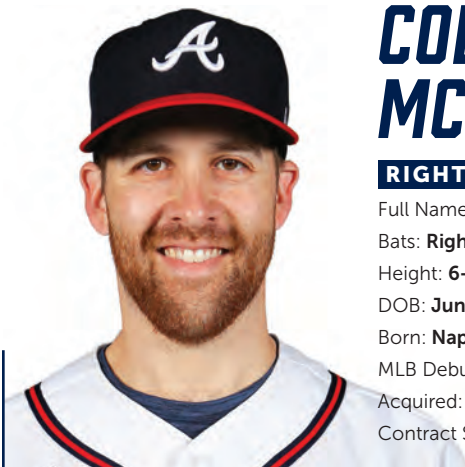 A
COL
MC
RIGHT
Full Name
Bats: Righ
Height: 6-
DOB: Jun
Born: Nap
MLB Debu
Acquired:
Contract S